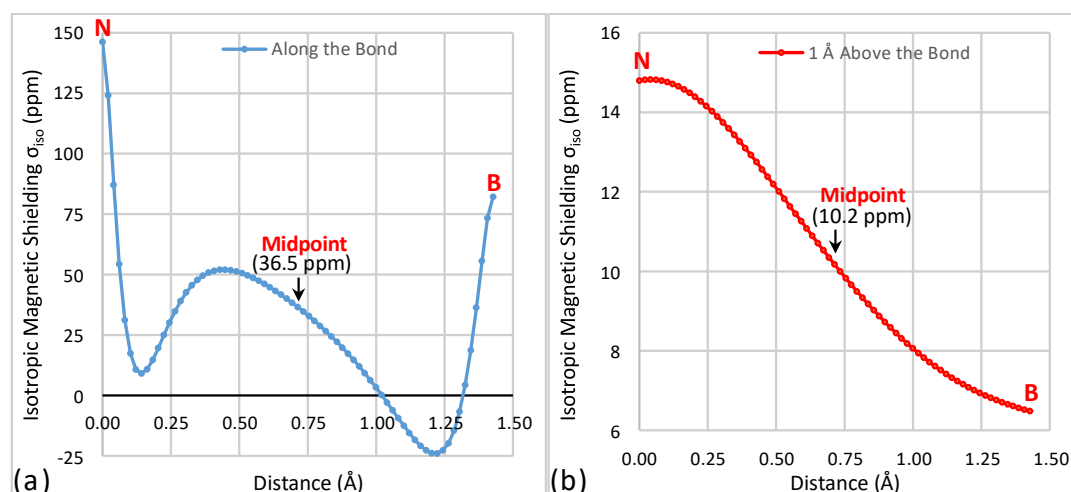 150
125
100
75
50
25
0
-25
0.00 0.25 0.50 0.75 1.00 1.25 1.50
Isotropic Magnetic Shielding σiso (ppm)
Distance (Å)
N
Along the Bond
B
Midpoint
(36.5 ppm)
(a)
16
14
12
10
8
6
4
0.00 0.25 0.50 0.75 1.00 1.25 1.50
Isotropic Magnetic Shielding σiso (ppm)
Distance (Å)
N
1 Å Above the Bond
Midpoint
(10.2 ppm)
B
(b)